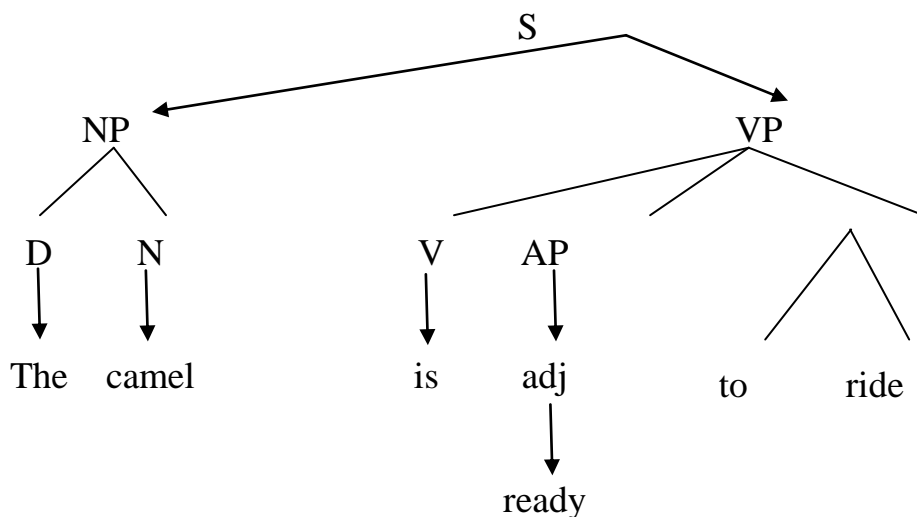 S
NP VP
D N V AP
The camel is adj to ride
ready